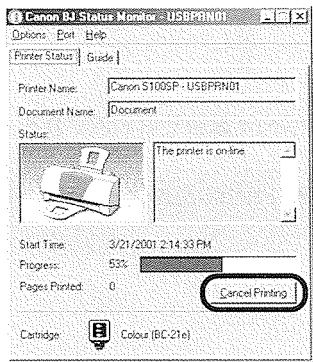 Canon BJ Status Monitor - USBPRN01
Options Port Help
Printer Status Guide
Printer Name: Canon S100SP - USBPRN01
Document Name: Document
Status:
The printer is on-line.
Start Time: 3/21/2001 2:14:33 PM
Progress: 53%
Pages Printed: 0
Cancel Printing
Cartridge Colour (BC-21e)